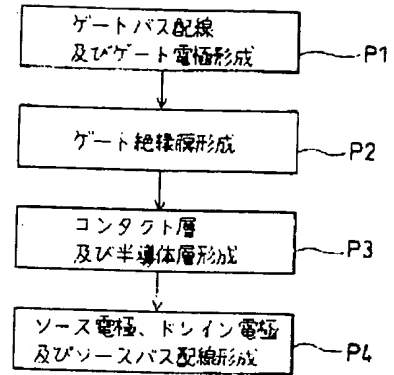 ゲートバス配線
及びゲート電極形成
P1
ゲート絶縁膜形成
P2
コンタクト層
及び半導体層形成
P3
ソース電極、ドレイン電極
及びソースバス配線形成
P4